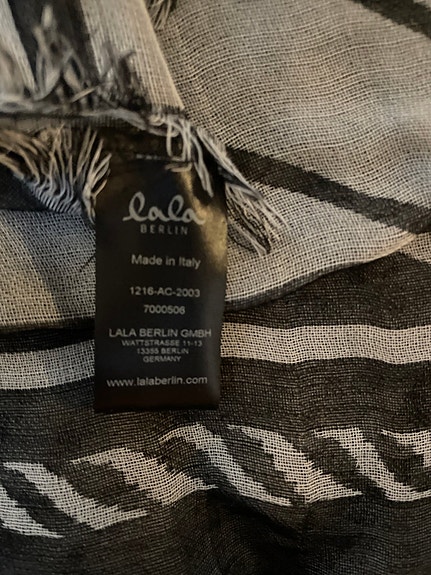 lala
BERLIN
Made in Italy
1216-AC-2003
7000506
LALA BERLIN GMBH
WATTSTRASSE 11-13
13355 BERLIN
GERMANY
www.lalaberlin.com